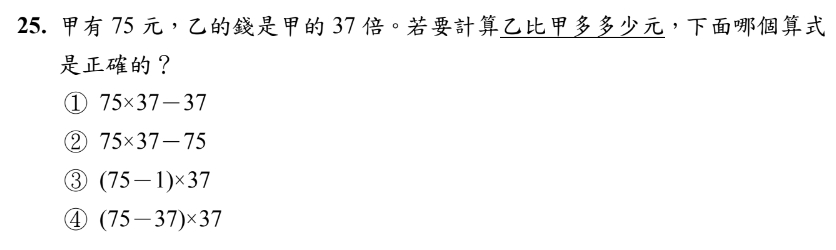 25. 甲有 75 元，乙的錢是甲的 37 倍。若要計算乙比甲多多少元，下面哪個算式
是正確的？
① 75×37－37
② 75×37－75
③ (75－1)×37
④ (75－37)×37